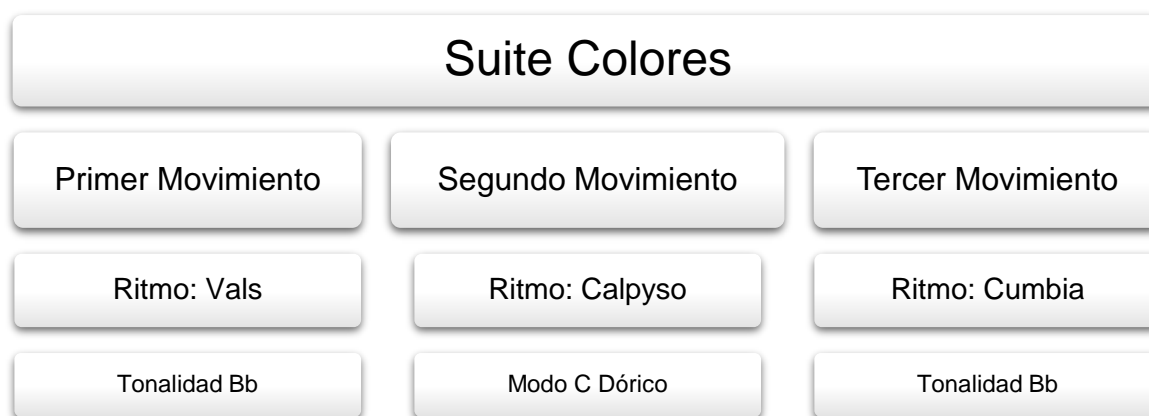 Suite Colores
Primer Movimiento
Segundo Movimiento
Tercer Movimiento
Ritmo: Vals
Ritmo: Calpyso
Ritmo: Cumbia
Tonalidad Bb
Modo C Dórico
Tonalidad Bb